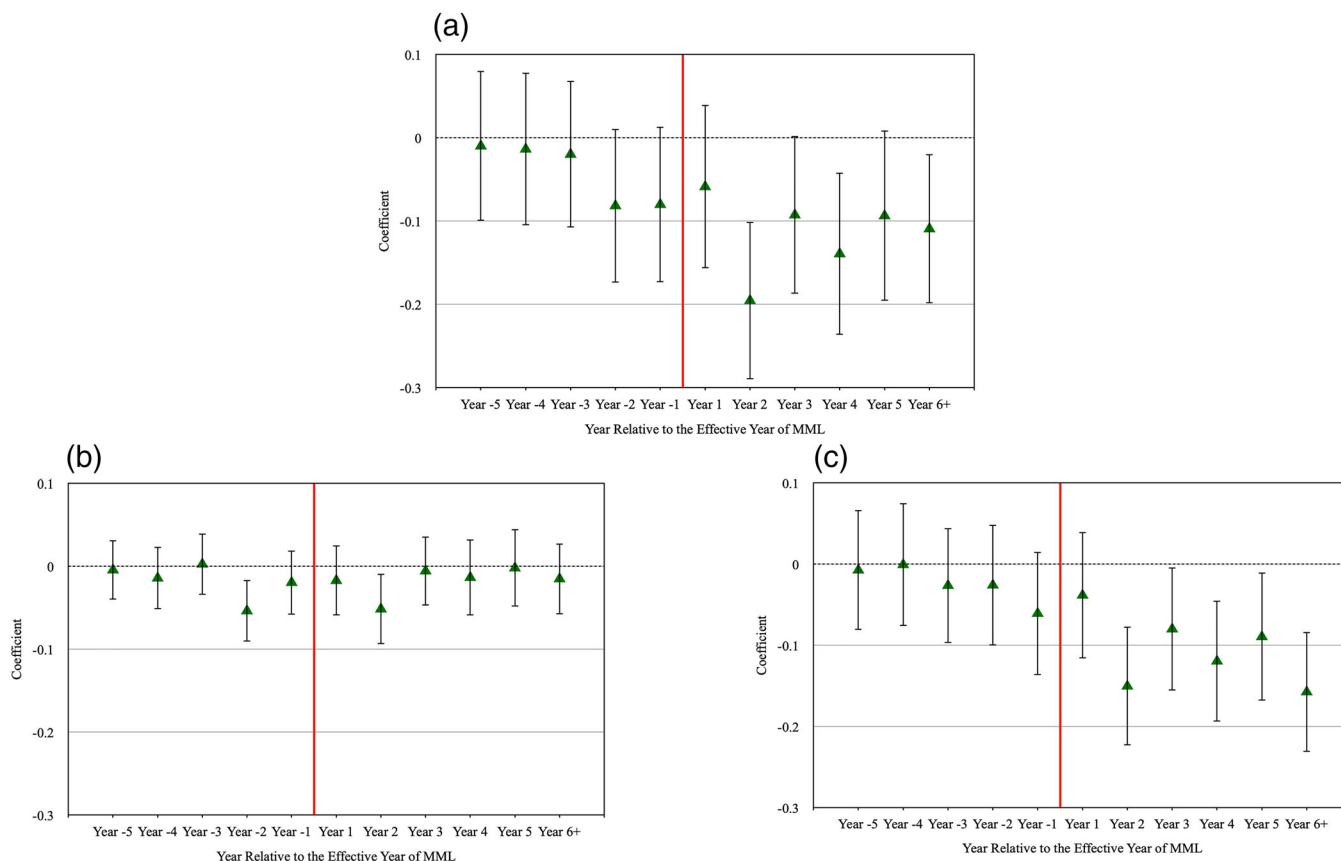 (a)
0.1
0
-0.1
-0.2
-0.3
Coefficient
Year -5 Year -4 Year -3 Year -2 Year -1 Year 1 Year 2 Year 3 Year 4 Year 5 Year 6+
Year Relative to the Effective Year of MML
(b)
0.1
0
-0.1
-0.2
-0.3
Coefficient
Year -5 Year -4 Year -3 Year -2 Year -1 Year 1 Year 2 Year 3 Year 4 Year 5 Year 6+
Year Relative to the Effective Year of MML
(c)
0.1
0
-0.1
-0.2
-0.3
Coefficient
Year -5 Year -4 Year -3 Year -2 Year -1 Year 1 Year 2 Year 3 Year 4 Year 5 Year 6+
Year Relative to the Effective Year of MML